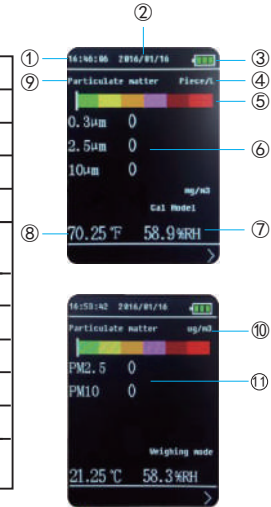 ②
① 16:46:06 2016/01/16 ③
⑨ Particulate matter Piece/L ④
⑤
0.3μm 0
2.5μm 0 ⑥
10μm 0
mg/m3
Cal Model
⑧ 70.25 ℉ 58.9%RH ⑦
>
16:53:42 2016/01/16
Particulate matter ug/m3 ⑩
PM2.5 0 ⑪
PM10 0
Weighing mode
21.25 ℃ 58.3%RH
>